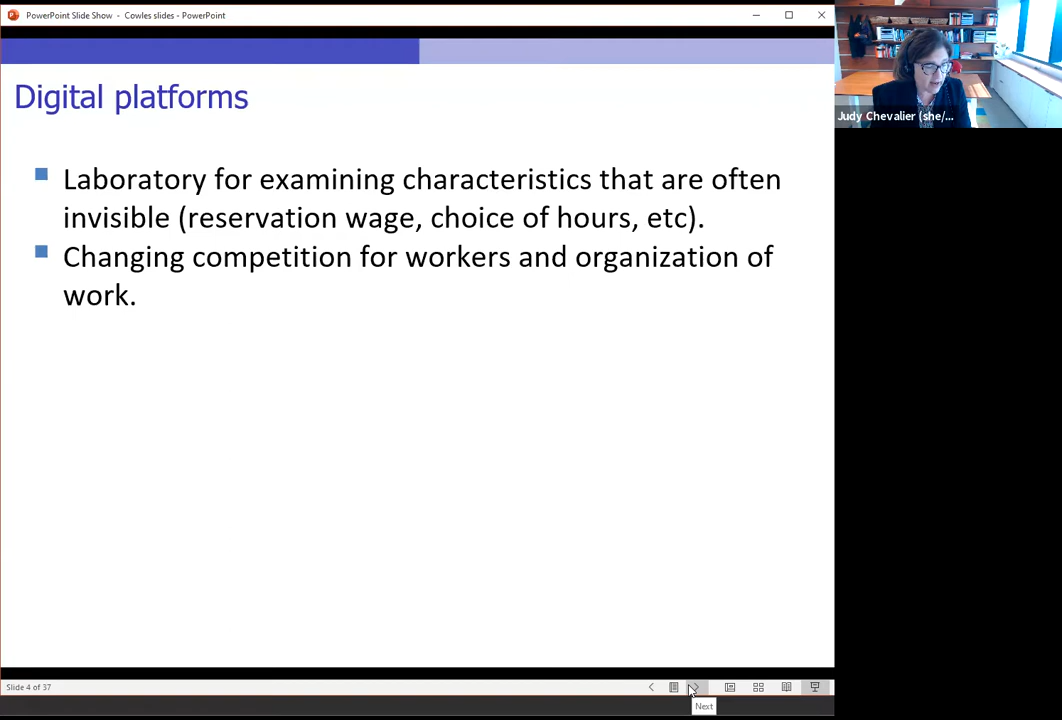 PowerPoint Slide Show - Cowles slides - PowerPoint
Digital platforms
Laboratory for examining characteristics that are often
invisible (reservation wage, choice of hours, etc).
Changing competition for workers and organization of
work.
Judy Chevalier (she/...
Slide 4 of 37
Next